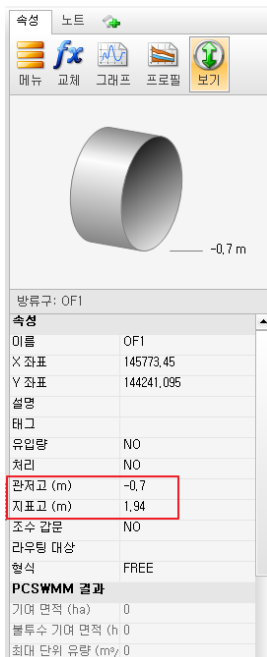 속성 노트
메뉴 교체 그래프 프로필 보기
-0.7 m
방류구: OF1
속성
이름 OF1
X 좌표 145773.45
Y 좌표 144241.095
설명
태그
유입량 NO
처리 NO
관저고 (m) -0.7
지표고 (m) 1.94
조수 갑문 NO
라우팅 대상
형식 FREE
PCS₩MM 결과
기여 면적 (ha) 0
불투수 기여 면적 (h 0
최대 단위 유량 (m³/ 0